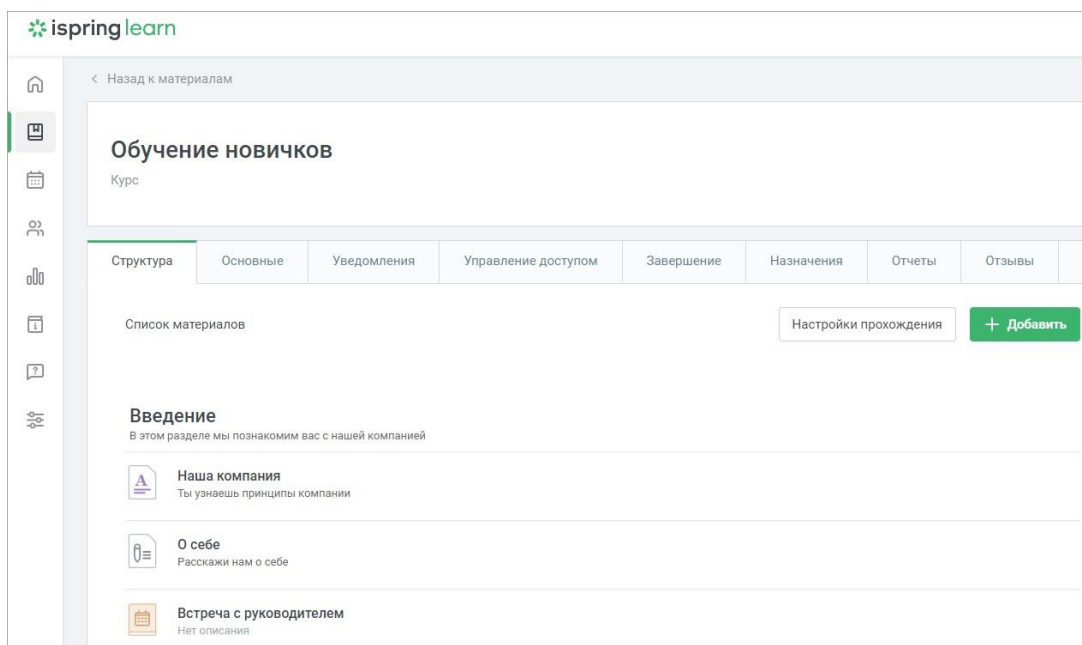 ispring learn
Назад к материалам
Обучение новичков
Курс
Структура Основные Уведомления Управление доступом Завершение Назначения Отчеты Отзывы
Список материалов Настройки прохождения + Добавить
Введение
В этом разделе мы познакомим вас с нашей компанией
Наша компания
Ты узнаешь принципы компании
О себе
Расскажи нам о себе
Встреча с руководителем
Нет описания